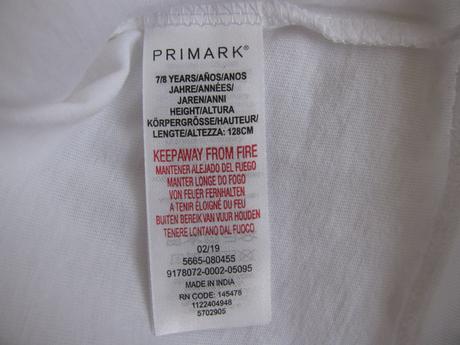 PRIMARK®
7/8 YEARS/AÑOS/ANOS
JAHRE/ANNÉES/
JAREN/ANNI
HEIGHT/ALTURA
KÖRPERGRÖSSE/HAUTEUR/
LENGTE/ALTEZZA: 128CM
KEEPAWAY FROM FIRE
MANTENER ALEJADO DEL FUEGO
MANTER LONGE DO FOGO
VON FEUER FERNHALTEN
A TENIR ÉLOIGNÉ DU FEU
BUITEN BEREIK VAN VUUR HOUDEN
TENERE LONTANO DAL FUOCO
02/19
5665-080455
9178072-0002-05095
MADE IN INDIA
RN CODE: 145478
1122404948
5702905